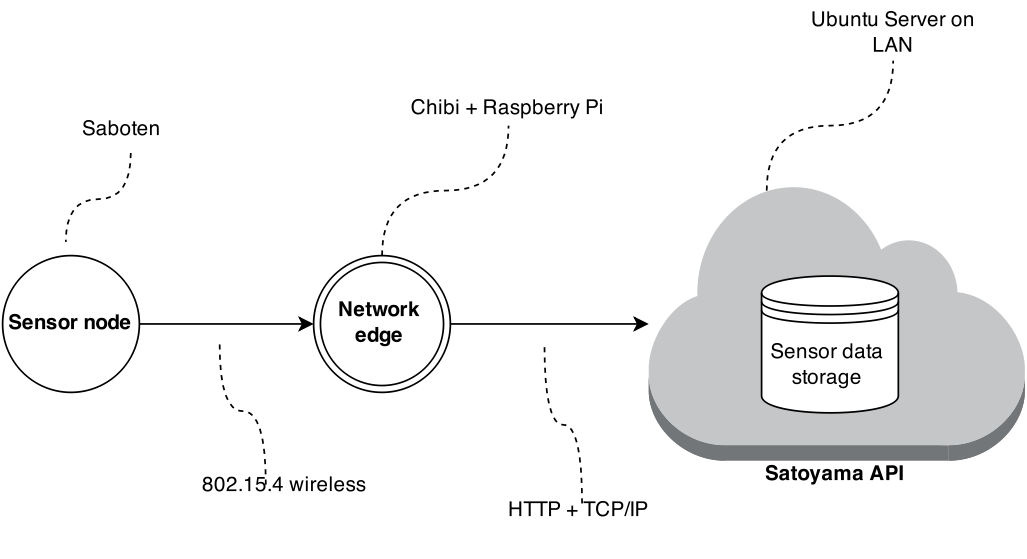 Ubuntu Server on
LAN
Chibi + Raspberry Pi
Saboten
Sensor node
Network
edge
Sensor data
storage
Satoyama API
802.15.4 wireless
HTTP + TCP/IP